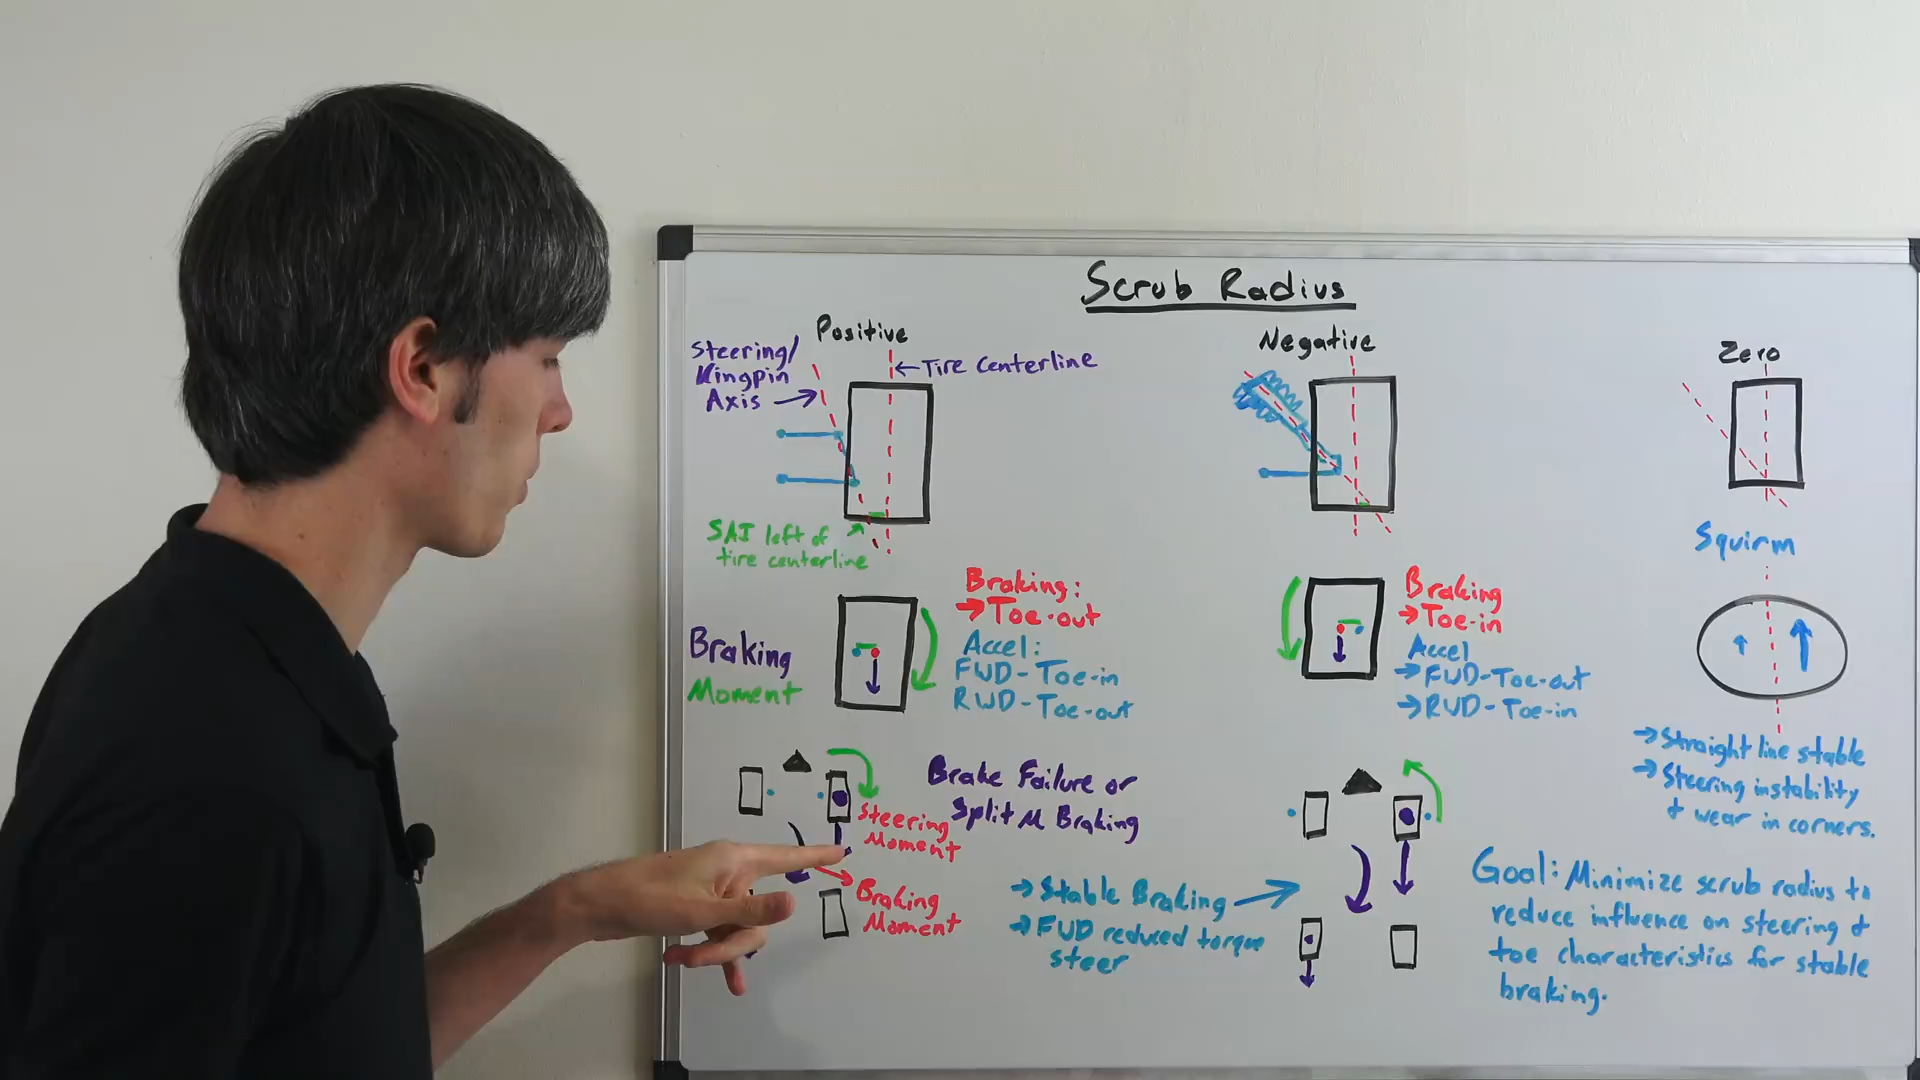 Scrub Radius
Positive
Steering/
Kingpin
Axis →
← Tire Centerline
SAI left of
tire centerline
Braking
Moment
Braking:
→ Toe-out
Accel:
FWD-Toe-in
RWD-Toe-out
Brake Failure or
Split μ Braking
Steering
Moment
Braking
Moment
→ Stable Braking
→ FWD reduced torque
steer
Negative
Braking
→ Toe-in
Accel
→ FWD-Toe-out
→ RWD-Toe-in
Zero
Squirm
→ Straight line stable
→ Steering instability
+ wear in corners.
Goal: Minimize scrub radius to
reduce influence on steering +
toe characteristics for stable
braking.